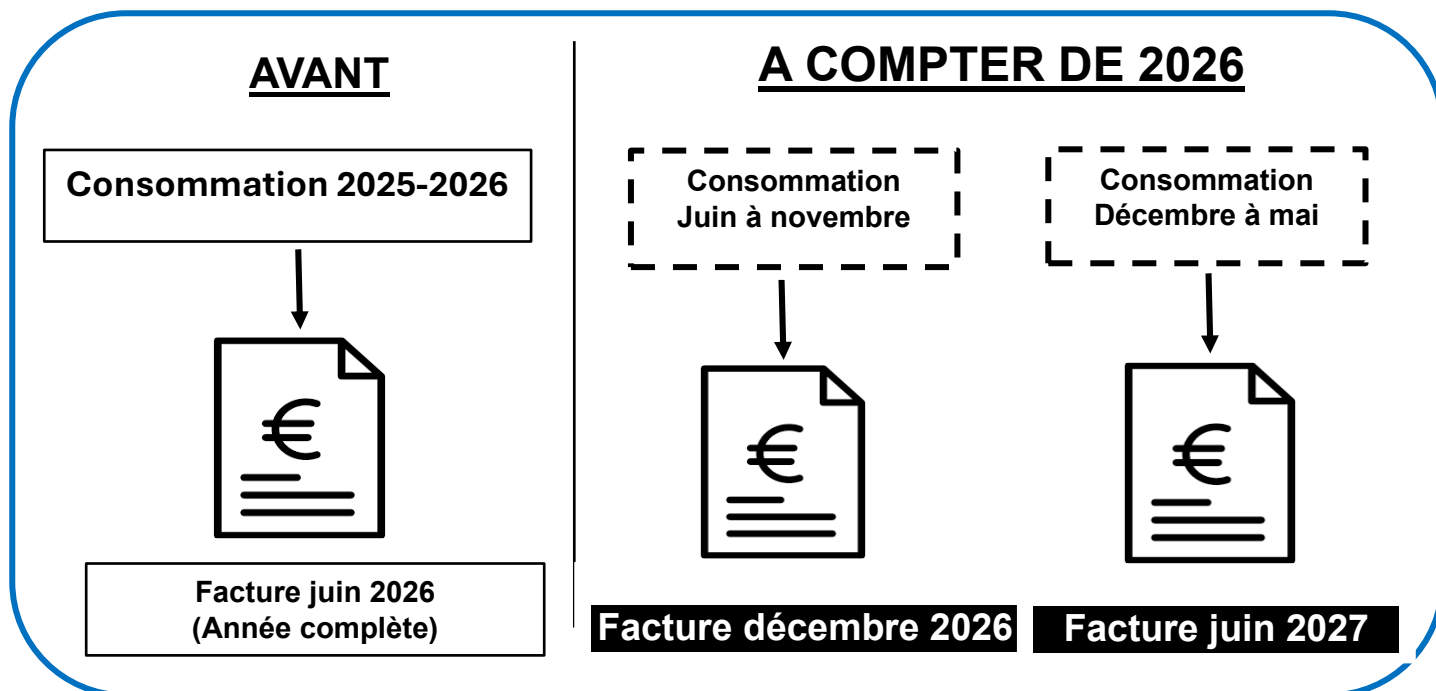 AVANT
Consommation 2025-2026
€
Facture juin 2026
(Année complète)
A COMPTER DE 2026
Consommation
Juin à novembre
€
Facture décembre 2026
Consommation
Décembre à mai
€
Facture juin 2027